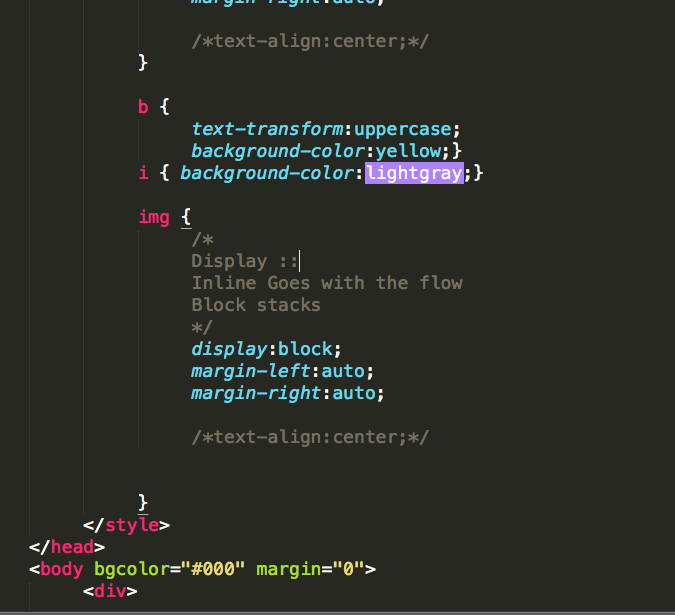 margin-right:auto;
/*text-align:center;*/
}
b {
text-transform:uppercase;
background-color:yellow;}
i { background-color:lightgray;}
img {
/*
Display ::
Inline Goes with the flow
Block stacks
*/
display:block;
margin-left:auto;
margin-right:auto;
/*text-align:center;*/
}
</style>
</head>
<body bgcolor="#000" margin="0">
<div>